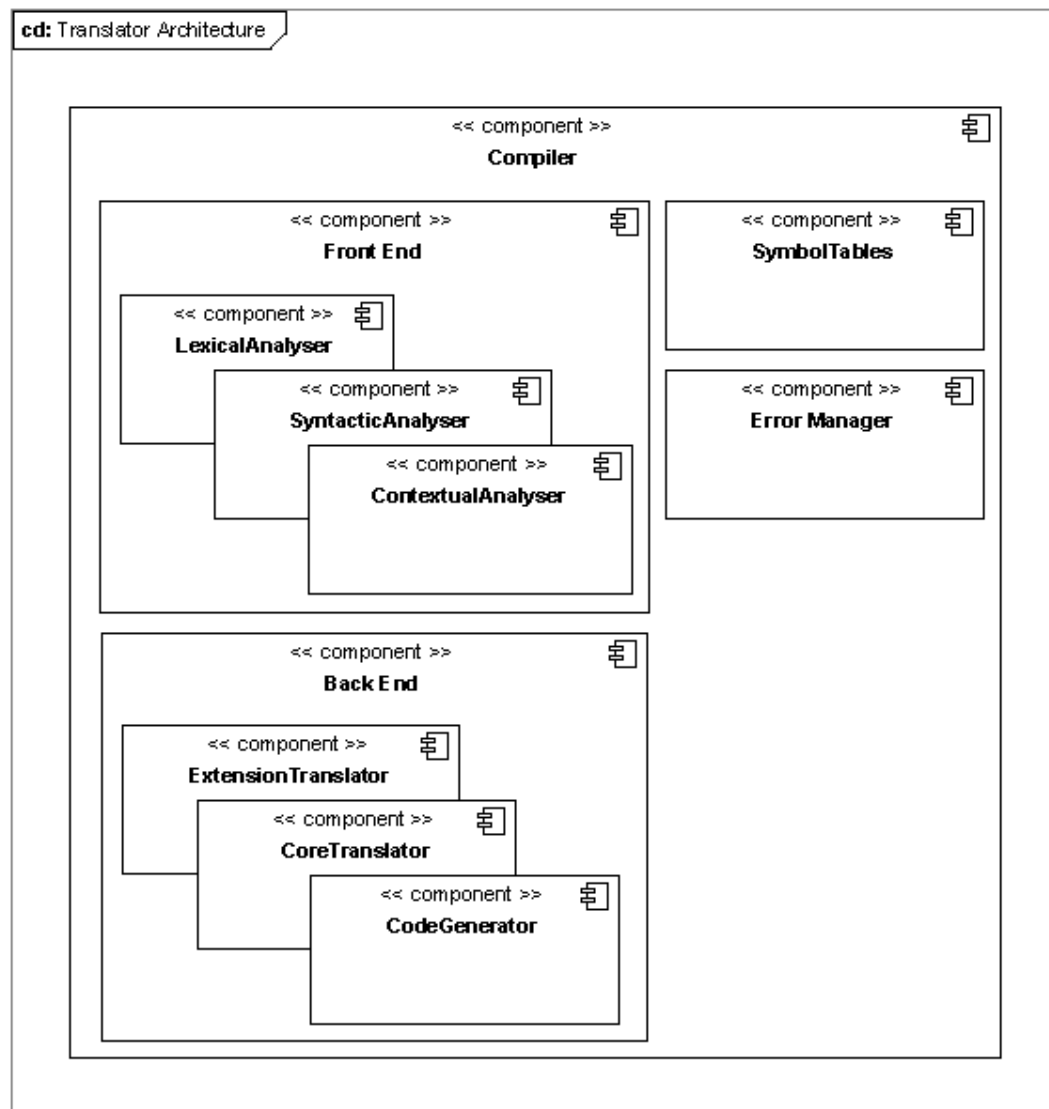 cd: Translator Architecture
<< component >>
Compiler
<< component >>
Front End
<< component >>
LexicalAnalyser
<< component >>
SyntacticAnalyser
<< component >>
ContextualAnalyser
<< component >>
SymbolTables
<< component >>
Error Manager
<< component >>
Back End
<< component >>
ExtensionTranslator
<< component >>
CoreTranslator
<< component >>
CodeGenerator